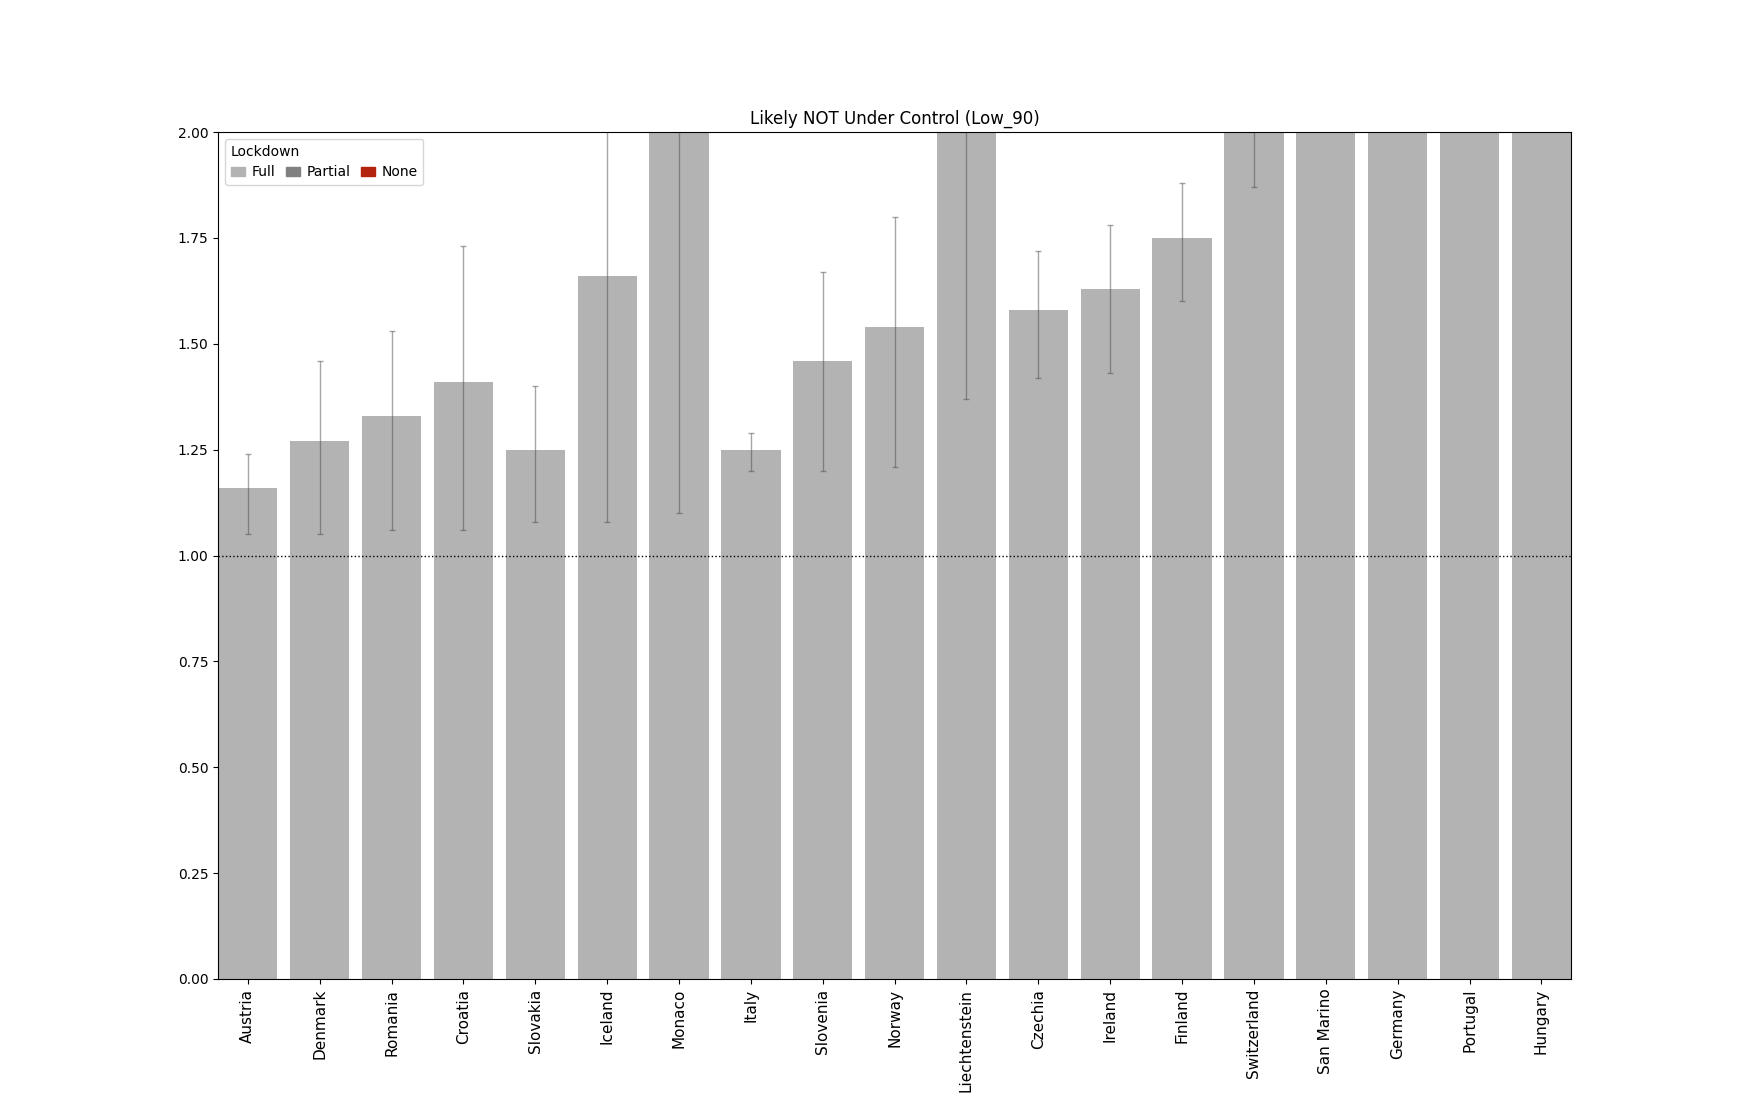 Likely NOT Under Control (Low_90)
Lockdown
Full Partial None
2.00
1.75
1.50
1.25
1.00
0.75
0.50
0.25
0.00
Austria
Denmark
Romania
Croatia
Slovakia
Iceland
Monaco
Italy
Slovenia
Norway
Liechtenstein
Czechia
Ireland
Finland
Switzerland
San Marino
Germany
Portugal
Hungary